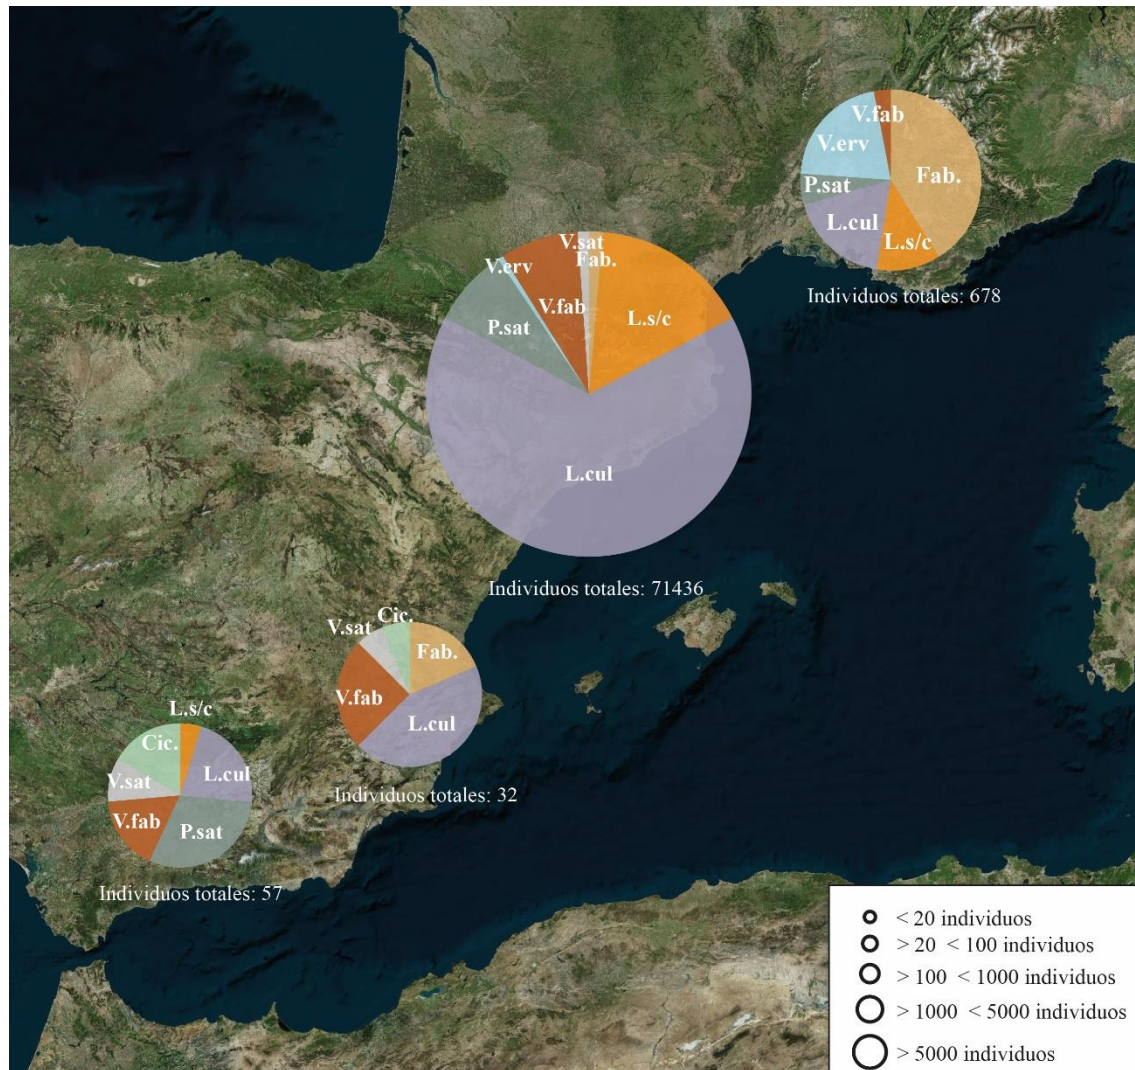 V.fab
V.erv
Fab.
P.sat
L.cul
L.s/c
Individuos totales: 678
V.sat
V.erv
Fab.
V.fab
L.s/c
P.sat
L.cul
Individuos totales: 71436
Cic.
V.sat
Fab.
V.fab
L.cul
Individuos totales: 32
L.s/c
Cic.
L.cul
V.sat
V.fab
P.sat
Individuos totales: 57
< 20 individuos
> 20 < 100 individuos
> 100 < 1000 individuos
> 1000 < 5000 individuos
> 5000 individuos